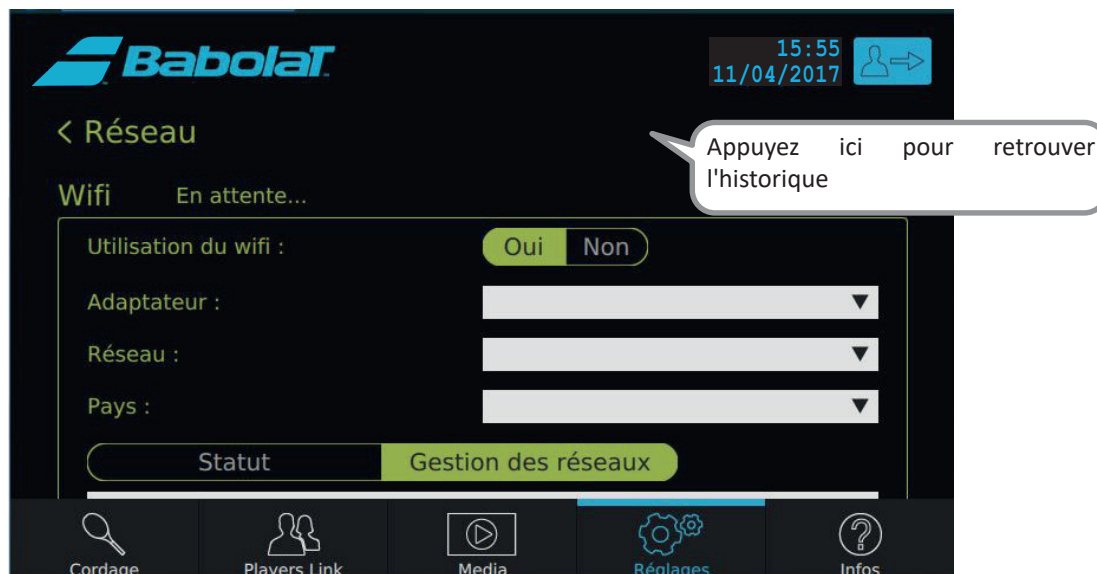 BabolaT
15:55
11/04/2017
< Réseau
Appuyez ici pour retrouver
l'historique
Wifi En attente...
Utilisation du wifi : Oui Non
Adaptateur :
Réseau :
Pays :
Statut Gestion des réseaux
Cordage Players Link Media Réglages Infos